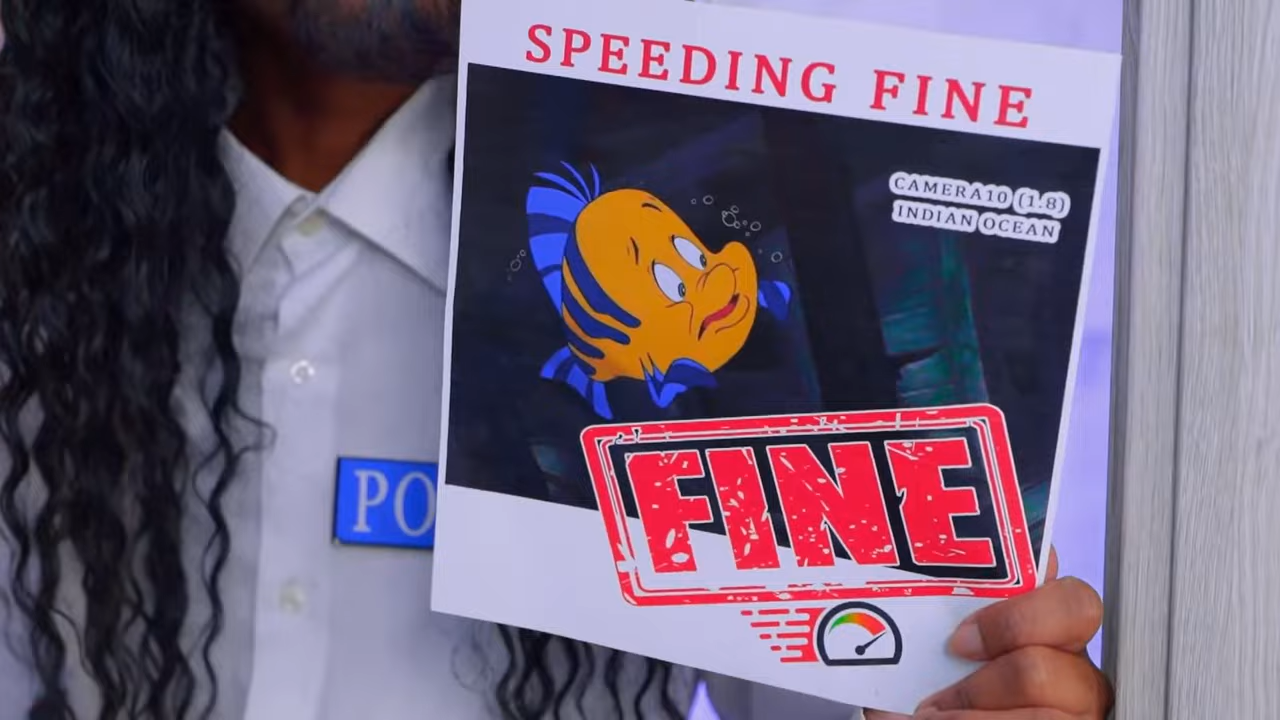 SPEEDING FINE
CAMERA10 (1.8)
INDIAN OCEAN
PO
FINE